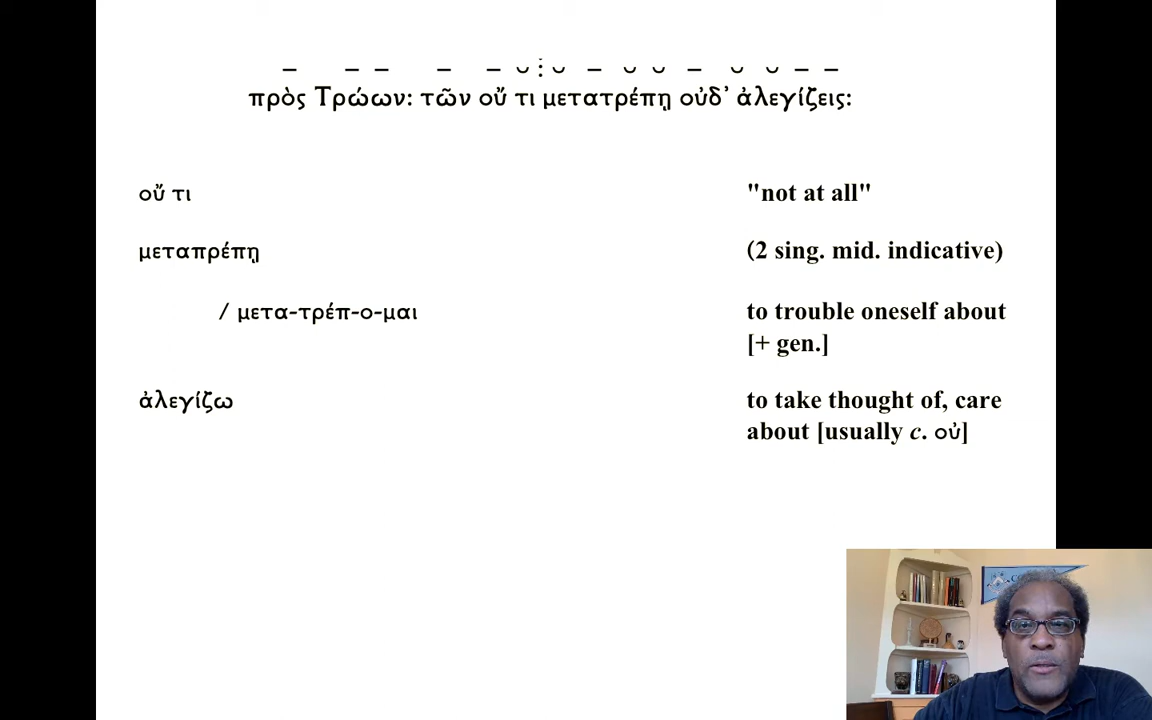 – – – – – ᴗ ⋮ ᴗ – ᴗ ᴗ – ᴗ ᴗ – –
πρὸς Τρώων: τῶν οὔ τι μετατρέπῃ οὐδ’ ἀλεγίζεις:
οὔ τι "not at all"
μεταπρέπῃ (2 sing. mid. indicative)
/ μετα-τρέπ-ο-μαι to trouble oneself about
[+ gen.]
ἀλεγίζω to take thought of, care
about [usually c. οὐ]